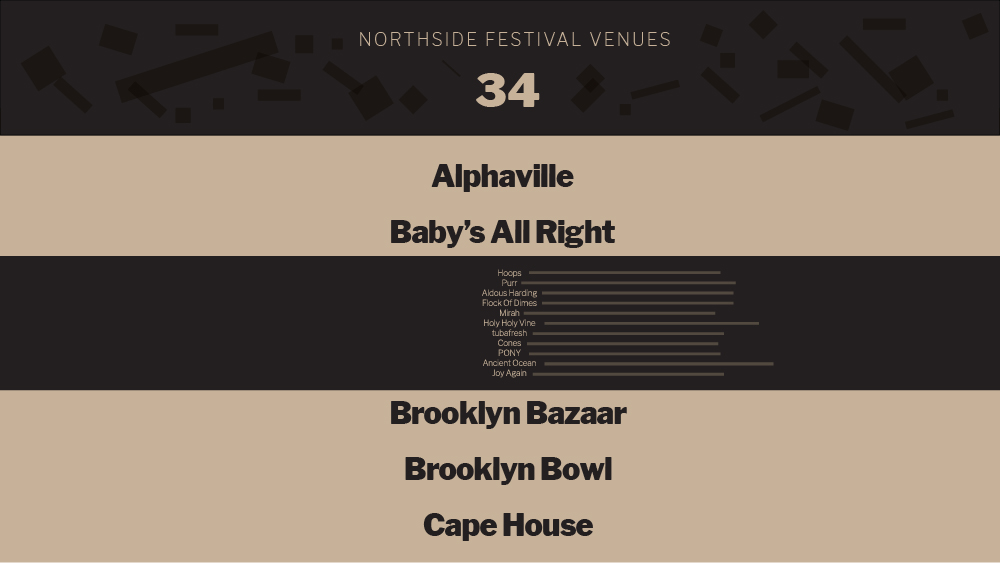 NORTHSIDE FESTIVAL VENUES
34
Alphaville
Baby's All Right
Hoops
Purr
Aldous Harding
Flock Of Dimes
Mirah
Holy Holy Vine
tubafresh
Cones
PONY
Ancient Ocean
Joy Again
Brooklyn Bazaar
Brooklyn Bowl
Cape House